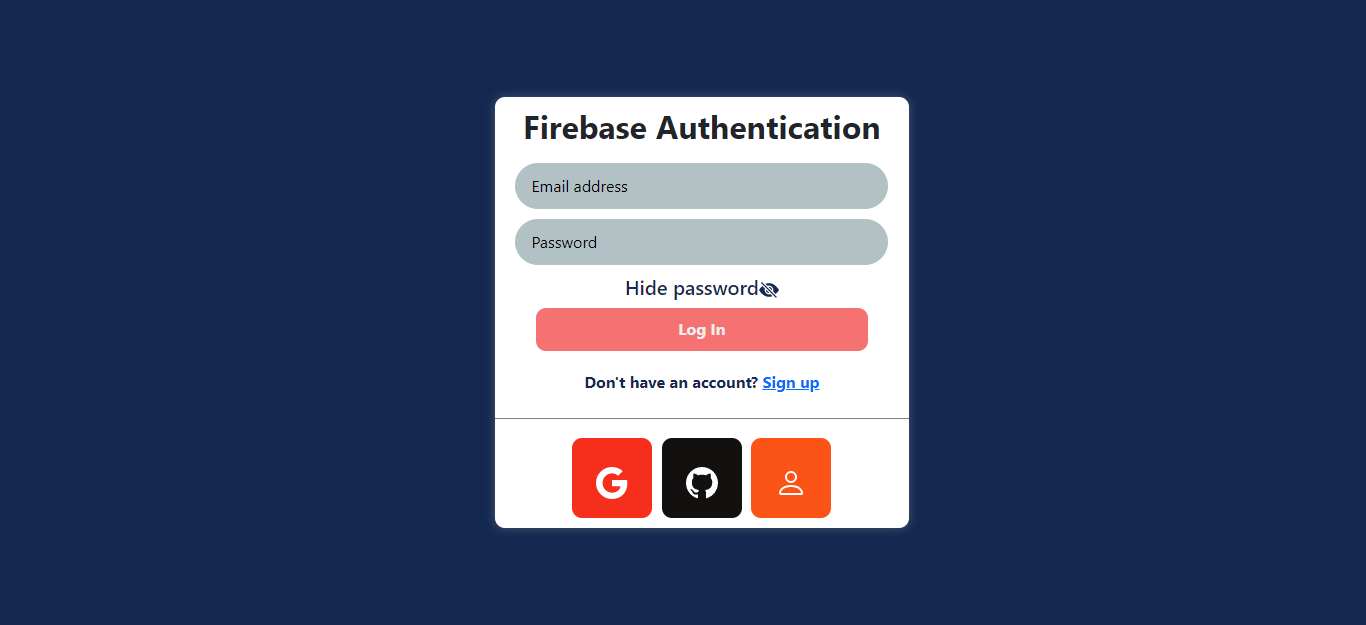 Firebase Authentication
Email address
Password
Hide password
Log In
Don't have an account? Sign up